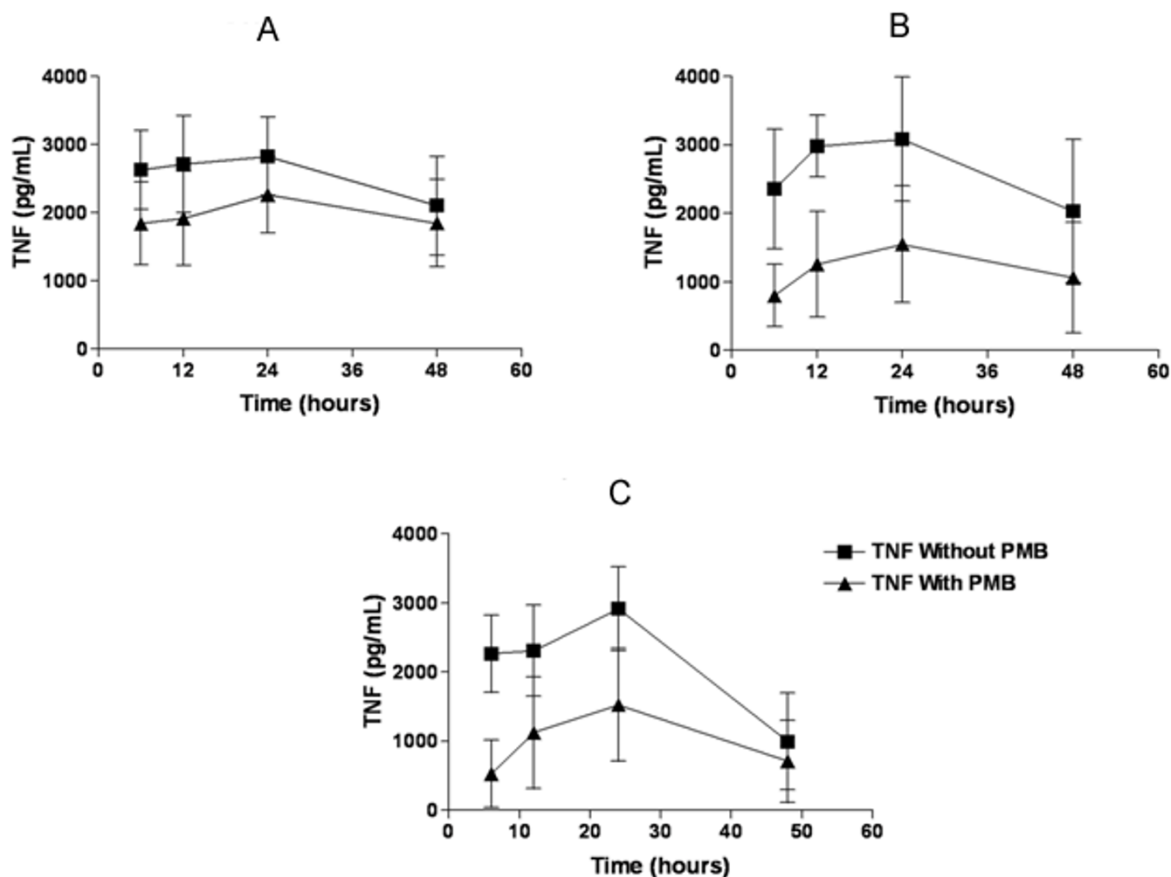 A
4000
3000
2000
1000
0
TNF (pg/mL)
0 12 24 36 48 60
Time (hours)
B
4000
3000
2000
1000
0
TNF (pg/mL)
0 12 24 36 48 60
Time (hours)
C
4000
3000
2000
1000
0
TNF (pg/mL)
0 10 20 30 40 50 60
Time (hours)
TNF Without PMB
TNF With PMB